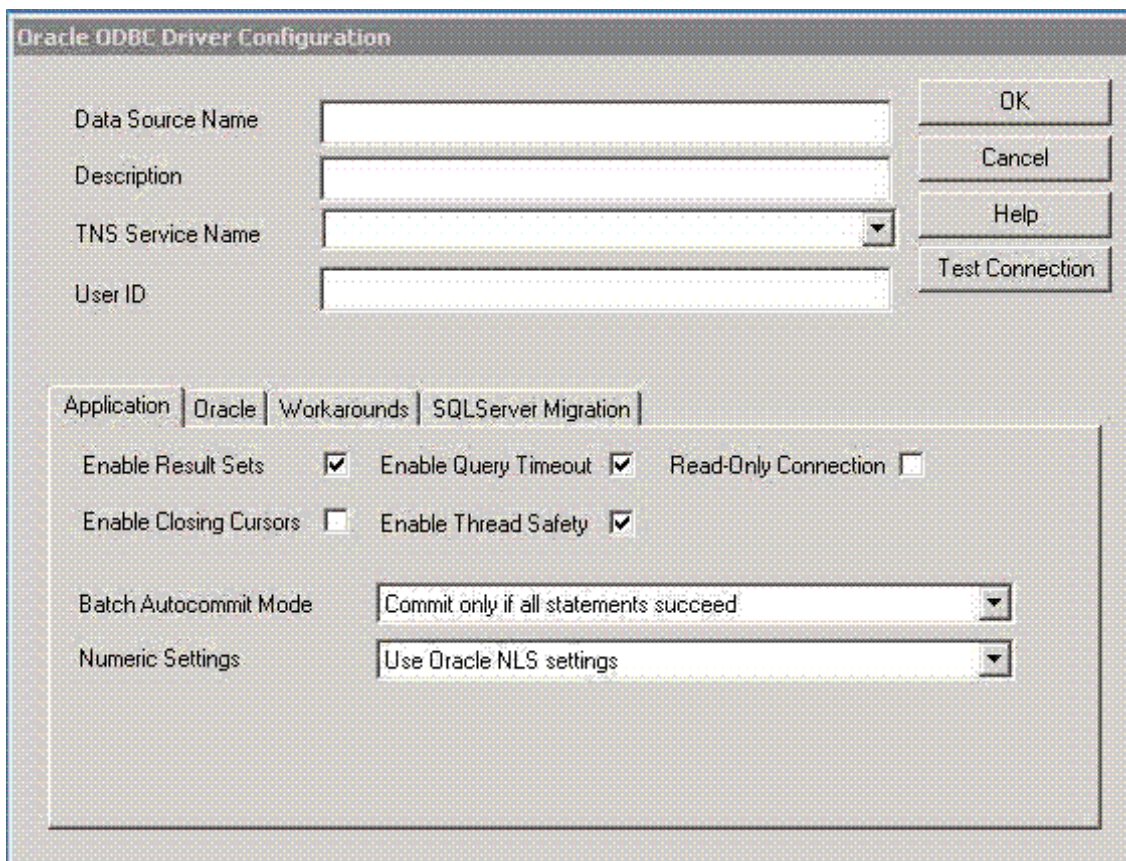 Oracle ODBC Driver Configuration
Data Source Name
OK
Description
Cancel
TNS Service Name
Help
User ID
Test Connection
Application Oracle Workarounds SQLServer Migration
Enable Result Sets Enable Query Timeout Read-Only Connection
Enable Closing Cursors Enable Thread Safety
Batch Autocommit Mode Commit only if all statements succeed
Numeric Settings Use Oracle NLS settings